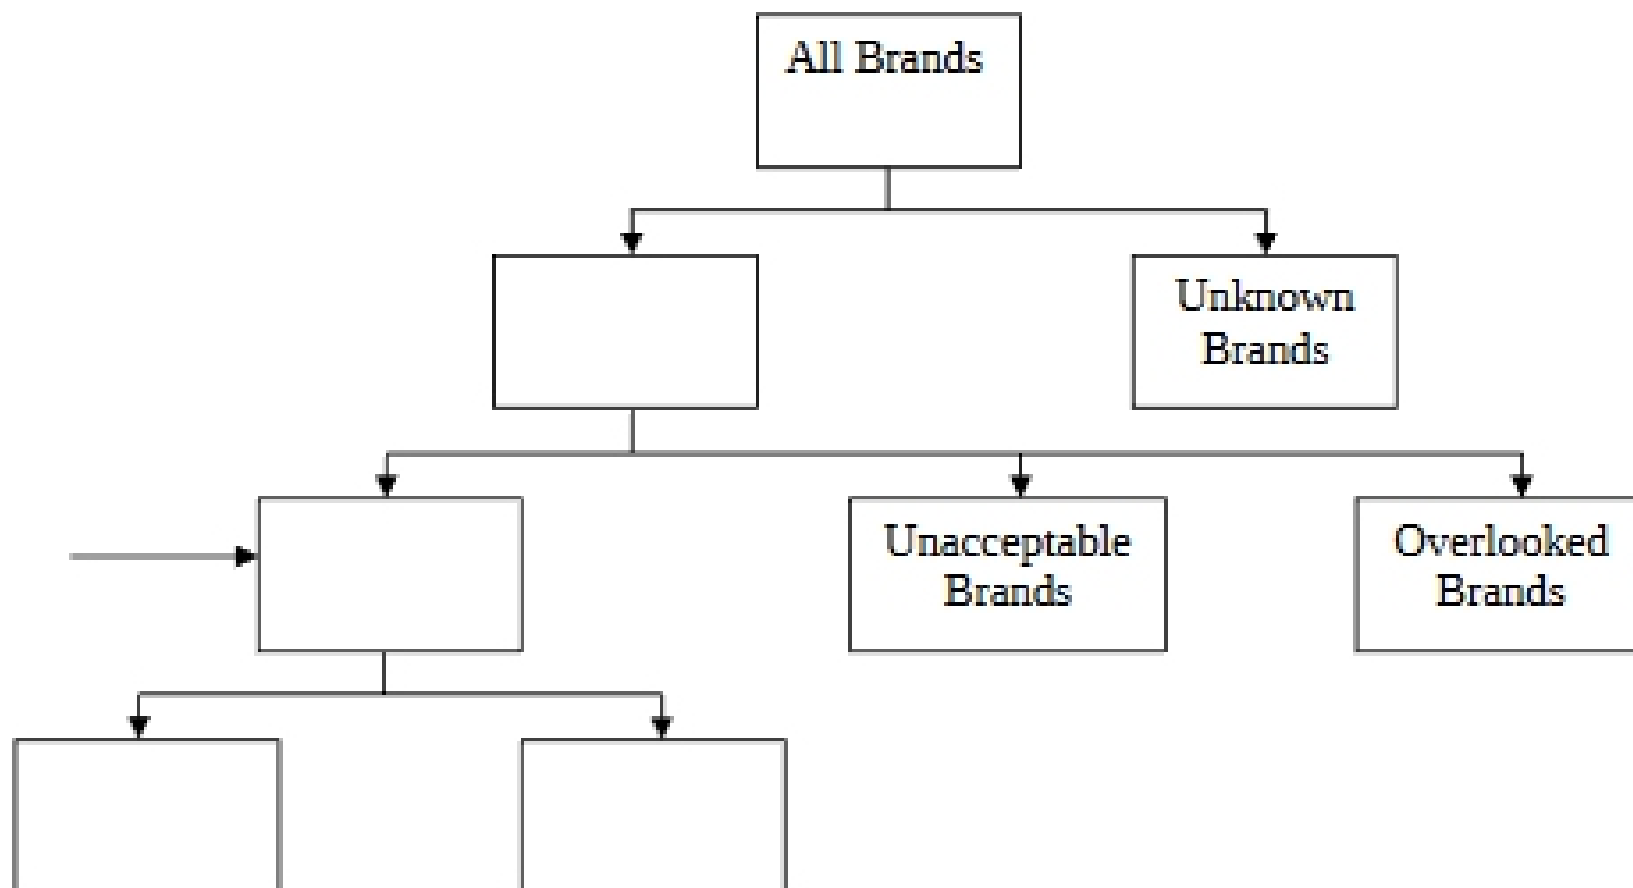 All Brands
Unknown
Brands
Unacceptable
Brands
Overlooked
Brands